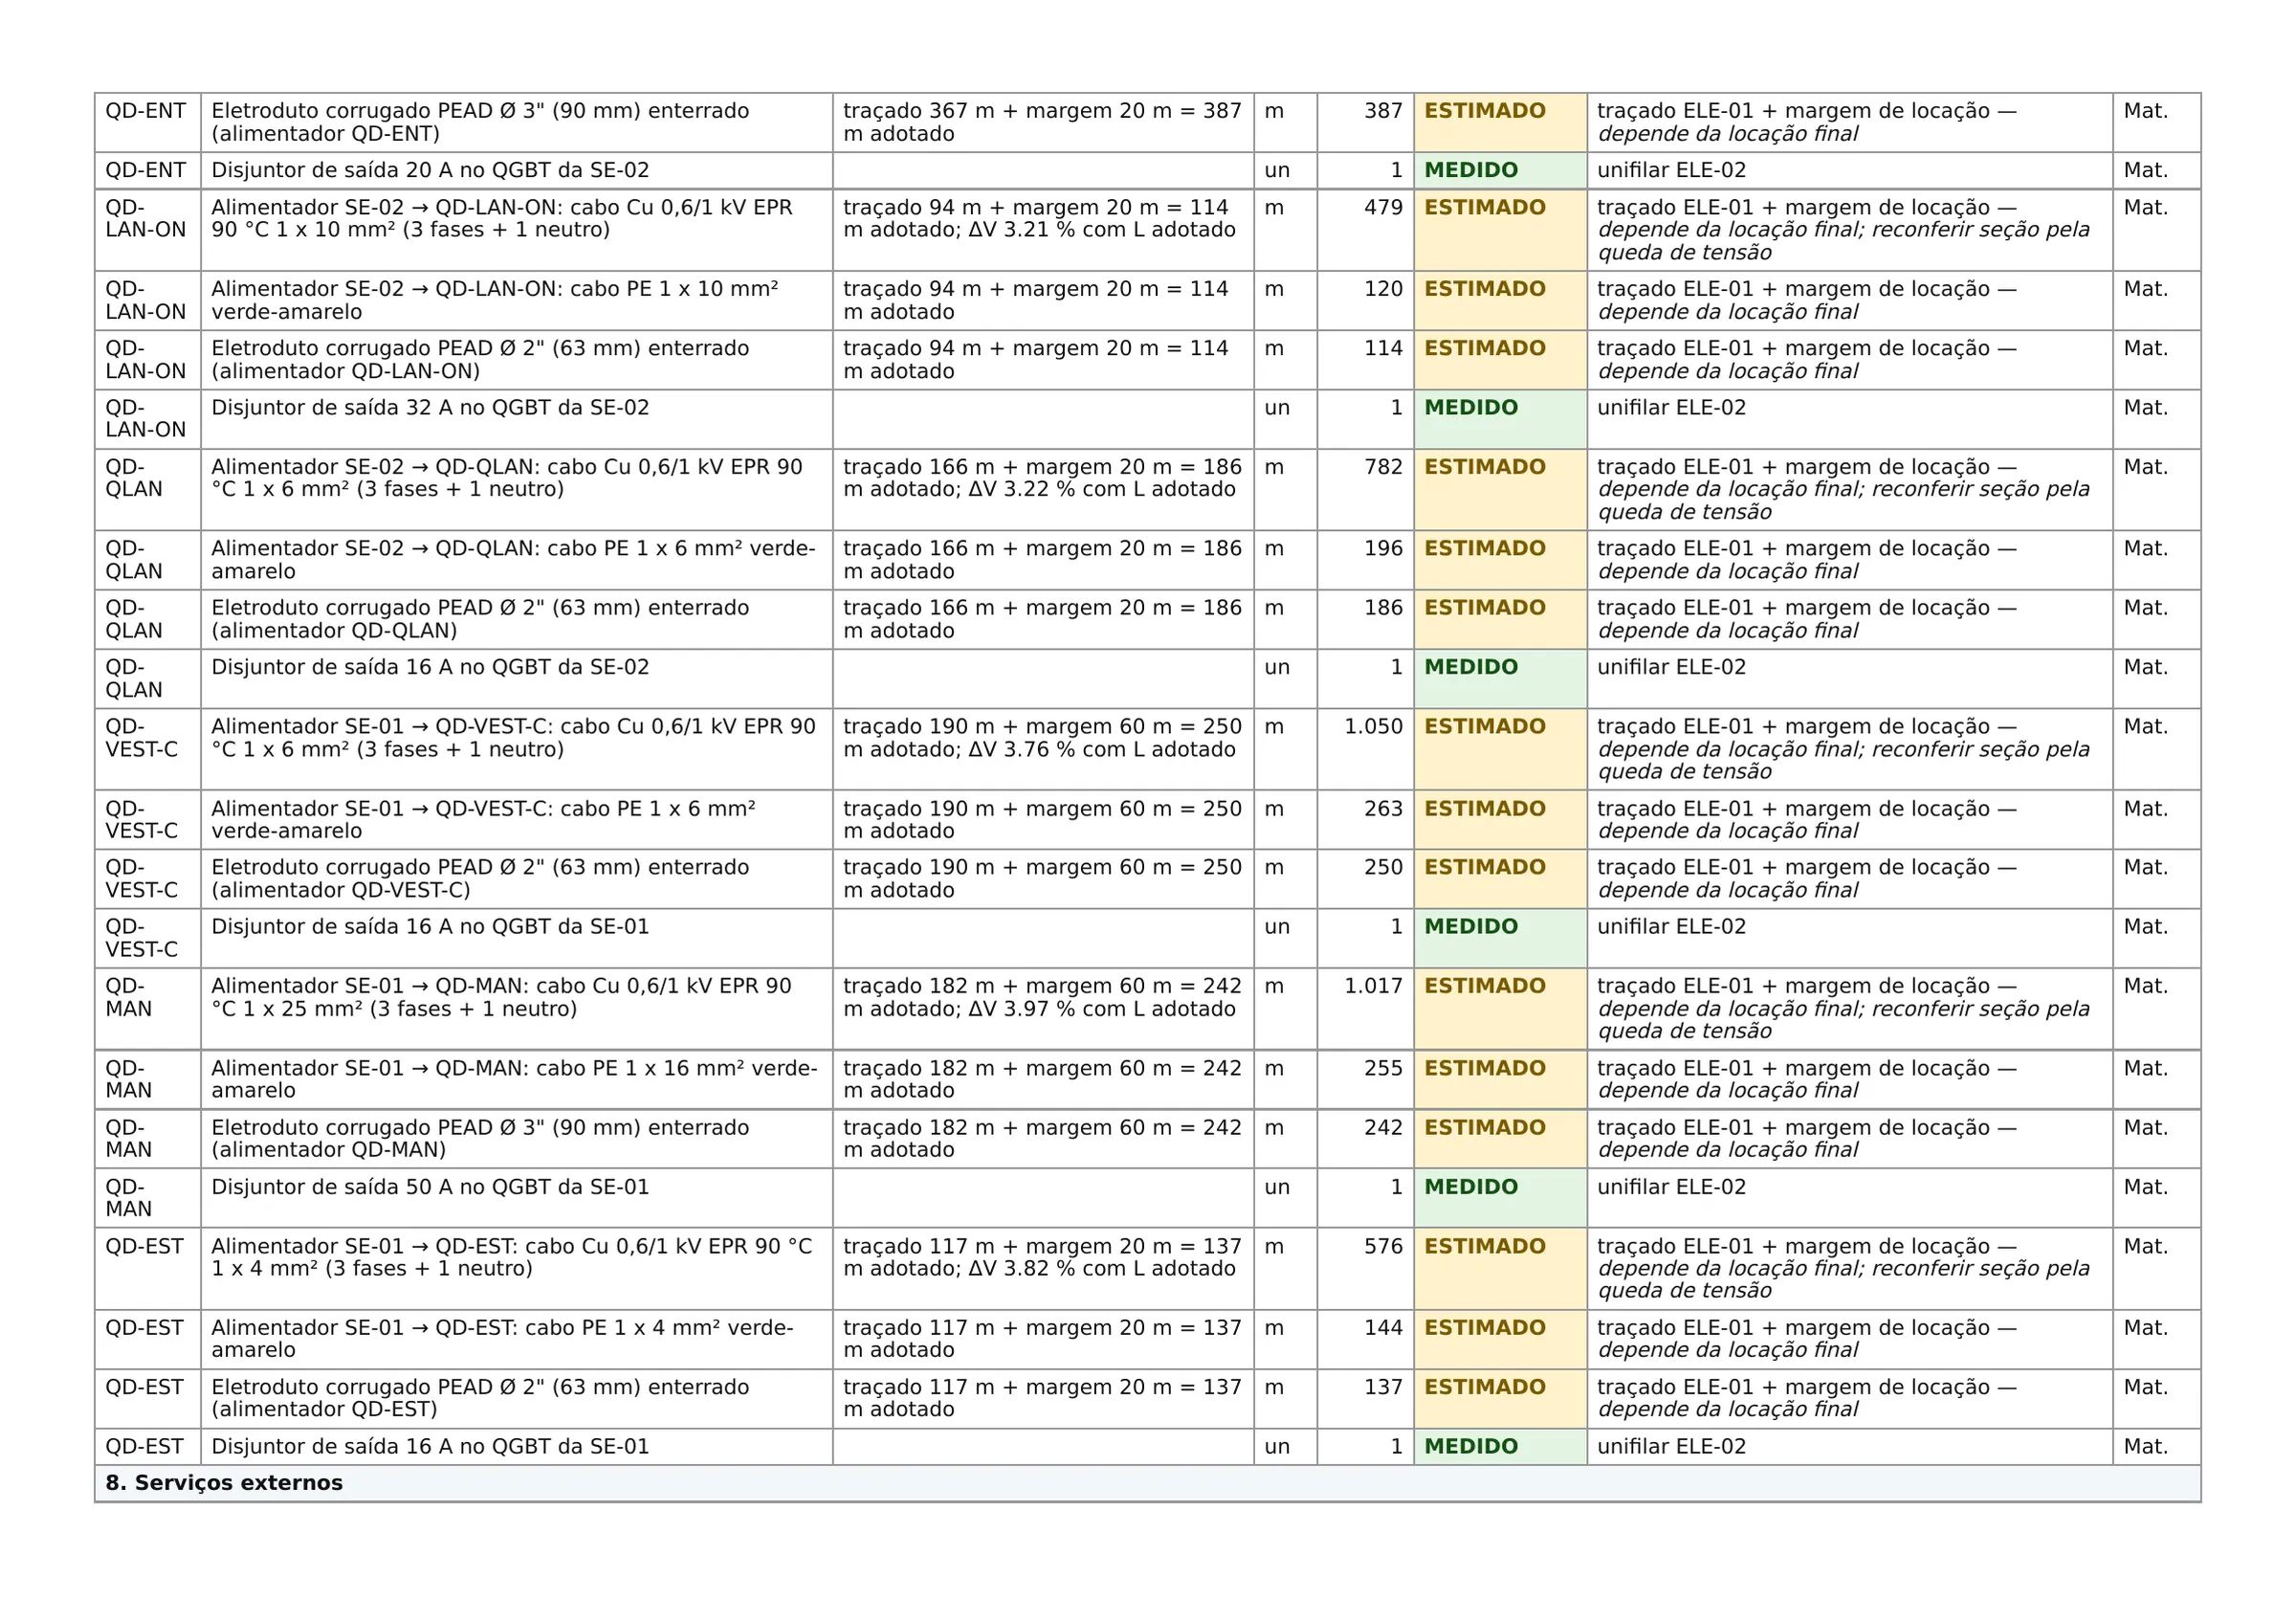 QD-ENT Eletroduto corrugado PEAD Ø 3" (90 mm) enterrado traçado 367 m + margem 20 m = 387 m 387 ESTIMADO traçado ELE-01 + margem de locação — Mat.
(alimentador QD-ENT) m adotado depende da locação final
QD-ENT Disjuntor de saída 20 A no QGBT da SE-02 un 1 MEDIDO unifilar ELE-02 Mat.
QD- Alimentador SE-02 → QD-LAN-ON: cabo Cu 0,6/1 kV EPR traçado 94 m + margem 20 m = 114 m 479 ESTIMADO traçado ELE-01 + margem de locação — Mat.
LAN-ON 90 °C 1 x 10 mm² (3 fases + 1 neutro) m adotado; ΔV 3.21 % com L adotado depende da locação final; reconferir seção pela
queda de tensão
QD- Alimentador SE-02 → QD-LAN-ON: cabo PE 1 x 10 mm² traçado 94 m + margem 20 m = 114 m 120 ESTIMADO traçado ELE-01 + margem de locação — Mat.
LAN-ON verde-amarelo m adotado depende da locação final
QD- Eletroduto corrugado PEAD Ø 2" (63 mm) enterrado traçado 94 m + margem 20 m = 114 m 114 ESTIMADO traçado ELE-01 + margem de locação — Mat.
LAN-ON (alimentador QD-LAN-ON) m adotado depende da locação final
QD- Disjuntor de saída 32 A no QGBT da SE-02 un 1 MEDIDO unifilar ELE-02 Mat.
LAN-ON
QD- Alimentador SE-02 → QD-QLAN: cabo Cu 0,6/1 kV EPR 90 traçado 166 m + margem 20 m = 186 m 782 ESTIMADO traçado ELE-01 + margem de locação — Mat.
QLAN °C 1 x 6 mm² (3 fases + 1 neutro) m adotado; ΔV 3.22 % com L adotado depende da locação final; reconferir seção pela
queda de tensão
QD- Alimentador SE-02 → QD-QLAN: cabo PE 1 x 6 mm² verde- traçado 166 m + margem 20 m = 186 m 196 ESTIMADO traçado ELE-01 + margem de locação — Mat.
QLAN amarelo m adotado depende da locação final
QD- Eletroduto corrugado PEAD Ø 2" (63 mm) enterrado traçado 166 m + margem 20 m = 186 m 186 ESTIMADO traçado ELE-01 + margem de locação — Mat.
QLAN (alimentador QD-QLAN) m adotado depende da locação final
QD- Disjuntor de saída 16 A no QGBT da SE-02 un 1 MEDIDO unifilar ELE-02 Mat.
QLAN
QD- Alimentador SE-01 → QD-VEST-C: cabo Cu 0,6/1 kV EPR 90 traçado 190 m + margem 60 m = 250 m 1.050 ESTIMADO traçado ELE-01 + margem de locação — Mat.
VEST-C °C 1 x 6 mm² (3 fases + 1 neutro) m adotado; ΔV 3.76 % com L adotado depende da locação final; reconferir seção pela
queda de tensão
QD- Alimentador SE-01 → QD-VEST-C: cabo PE 1 x 6 mm² traçado 190 m + margem 60 m = 250 m 263 ESTIMADO traçado ELE-01 + margem de locação — Mat.
VEST-C verde-amarelo m adotado depende da locação final
QD- Eletroduto corrugado PEAD Ø 2" (63 mm) enterrado traçado 190 m + margem 60 m = 250 m 250 ESTIMADO traçado ELE-01 + margem de locação — Mat.
VEST-C (alimentador QD-VEST-C) m adotado depende da locação final
QD- Disjuntor de saída 16 A no QGBT da SE-01 un 1 MEDIDO unifilar ELE-02 Mat.
VEST-C
QD- Alimentador SE-01 → QD-MAN: cabo Cu 0,6/1 kV EPR 90 traçado 182 m + margem 60 m = 242 m 1.017 ESTIMADO traçado ELE-01 + margem de locação — Mat.
MAN °C 1 x 25 mm² (3 fases + 1 neutro) m adotado; ΔV 3.97 % com L adotado depende da locação final; reconferir seção pela
queda de tensão
QD- Alimentador SE-01 → QD-MAN: cabo PE 1 x 16 mm² verde- traçado 182 m + margem 60 m = 242 m 255 ESTIMADO traçado ELE-01 + margem de locação — Mat.
MAN amarelo m adotado depende da locação final
QD- Eletroduto corrugado PEAD Ø 3" (90 mm) enterrado traçado 182 m + margem 60 m = 242 m 242 ESTIMADO traçado ELE-01 + margem de locação — Mat.
MAN (alimentador QD-MAN) m adotado depende da locação final
QD- Disjuntor de saída 50 A no QGBT da SE-01 un 1 MEDIDO unifilar ELE-02 Mat.
MAN
QD-EST Alimentador SE-01 → QD-EST: cabo Cu 0,6/1 kV EPR 90 °C traçado 117 m + margem 20 m = 137 m 576 ESTIMADO traçado ELE-01 + margem de locação — Mat.
1 x 4 mm² (3 fases + 1 neutro) m adotado; ΔV 3.82 % com L adotado depende da locação final; reconferir seção pela
queda de tensão
QD-EST Alimentador SE-01 → QD-EST: cabo PE 1 x 4 mm² verde- traçado 117 m + margem 20 m = 137 m 144 ESTIMADO traçado ELE-01 + margem de locação — Mat.
amarelo m adotado depende da locação final
QD-EST Eletroduto corrugado PEAD Ø 2" (63 mm) enterrado traçado 117 m + margem 20 m = 137 m 137 ESTIMADO traçado ELE-01 + margem de locação — Mat.
(alimentador QD-EST) m adotado depende da locação final
QD-EST Disjuntor de saída 16 A no QGBT da SE-01 un 1 MEDIDO unifilar ELE-02 Mat.
8. Serviços externos